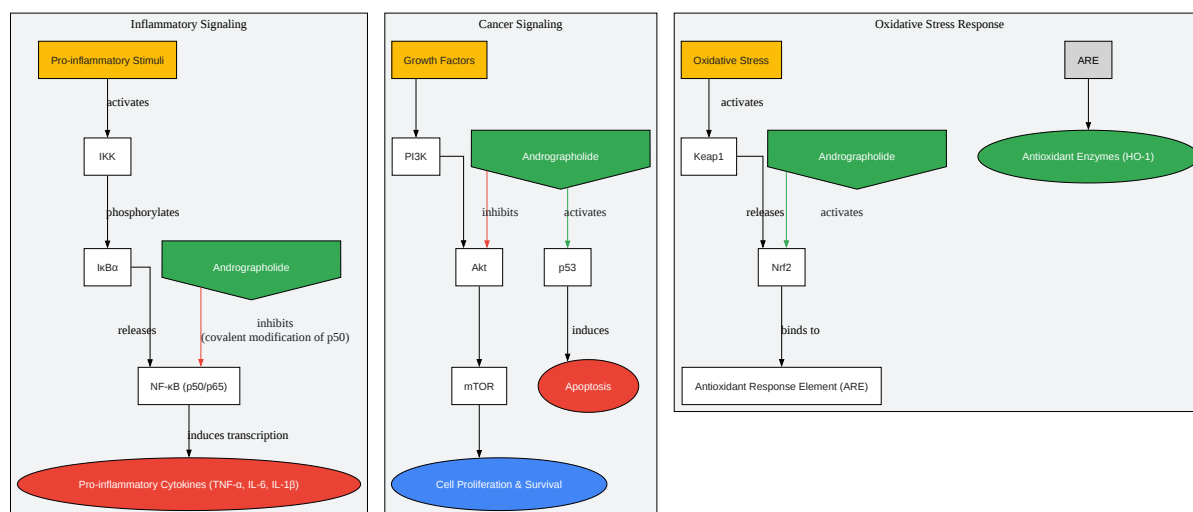 Inflammatory Signaling
Pro-inflammatory Stimuli
activates
IKK
phosphorylates
IκBα
Andrographolide
releases
inhibits
(covalent modification of p50)
NF-κB (p50/p65)
induces transcription
Pro-inflammatory Cytokines (TNF-α, IL-6, IL-1β)
Cancer Signaling
Growth Factors
PI3K
Andrographolide
inhibits
activates
Akt
p53
induces
mTOR
Apoptosis
Cell Proliferation & Survival
Oxidative Stress Response
Oxidative Stress
ARE
activates
Keap1
Andrographolide
Antioxidant Enzymes (HO-1)
releases
activates
Nrf2
binds to
Antioxidant Response Element (ARE)